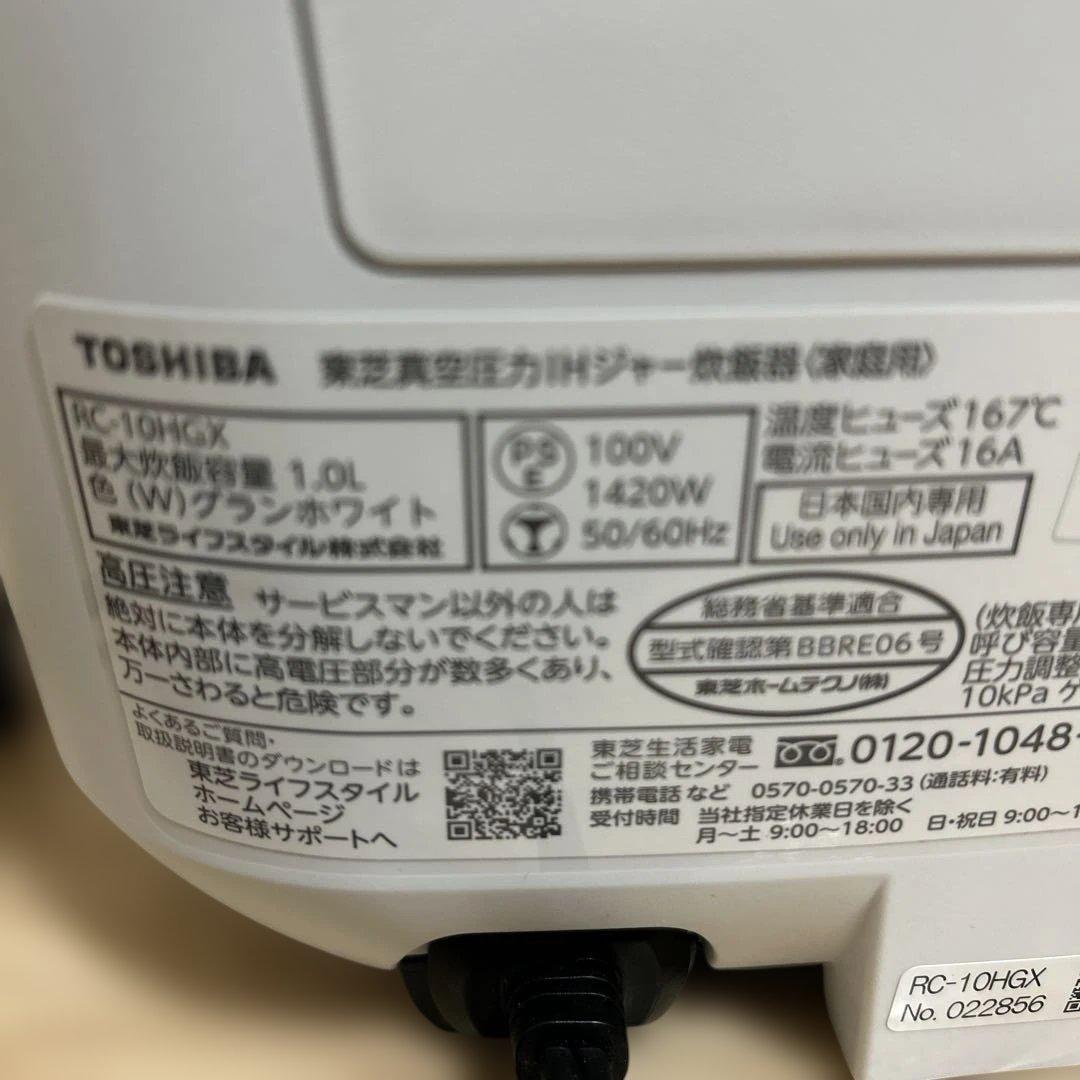 TOSHIBA 東芝真空圧力IHジャー炊飯器〈家庭用〉
RC-10HGX
最大炊飯容量 1.0L
色 (W)グランホワイト
東芝ライフスタイル株式会社
PS
E
100V
1420W
50/60Hz
温度ヒューズ167℃
電流ヒューズ16A
日本国内専用
Use only in Japan
高圧注意 サービスマン以外の人は
絶対に本体を分解しないでください。
本体内部に高電圧部分が数多くあり、
万一さわると危険です。
総務省基準適合
型式確認第BBRE06号
東芝ホームテクノ(株)
(炊飯専
呼び容量
圧力調整
10kPa
よくあるご質問・
取扱説明書のダウンロードは
東芝ライフスタイル
ホームページ
お客様サポートへ
東芝生活家電
ご相談センター
0120-1048-
携帯電話など 0570-0570-33 (通話料:有料)
受付時間 当社指定休業日を除く
月〜土 9:00〜18:00 日・祝日 9:00〜1
RC-10HGX
No. 022856